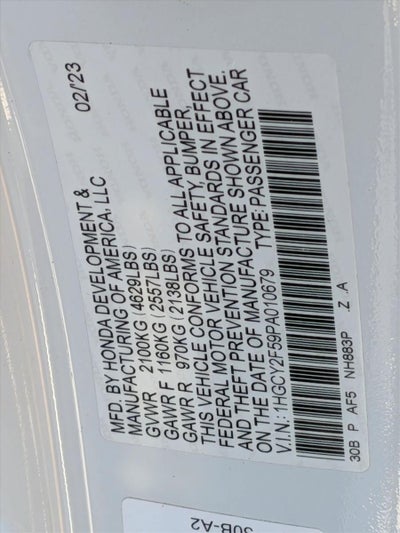 MFD. BY HONDA DEVELOPMENT & 02/'23
MANUFACTURING OF AMERICA, LLC
GVWR 2100KG (4629LBS)
GAWR F 1160KG (2557LBS)
GAWR R 970KG (2138LBS)
THIS VEHICLE CONFORMS TO ALL APPLICABLE
FEDERAL MOTOR VEHICLE SAFETY, BUMPER,
AND THEFT PREVENTION STANDARDS IN EFFECT
ON THE DATE OF MANUFACTURE SHOWN ABOVE.
V.I.N.: 1HGCY2F59PA010679 TYPE: PASSENGER CAR
30B P AF5 NH883P Z .A
30B-A2